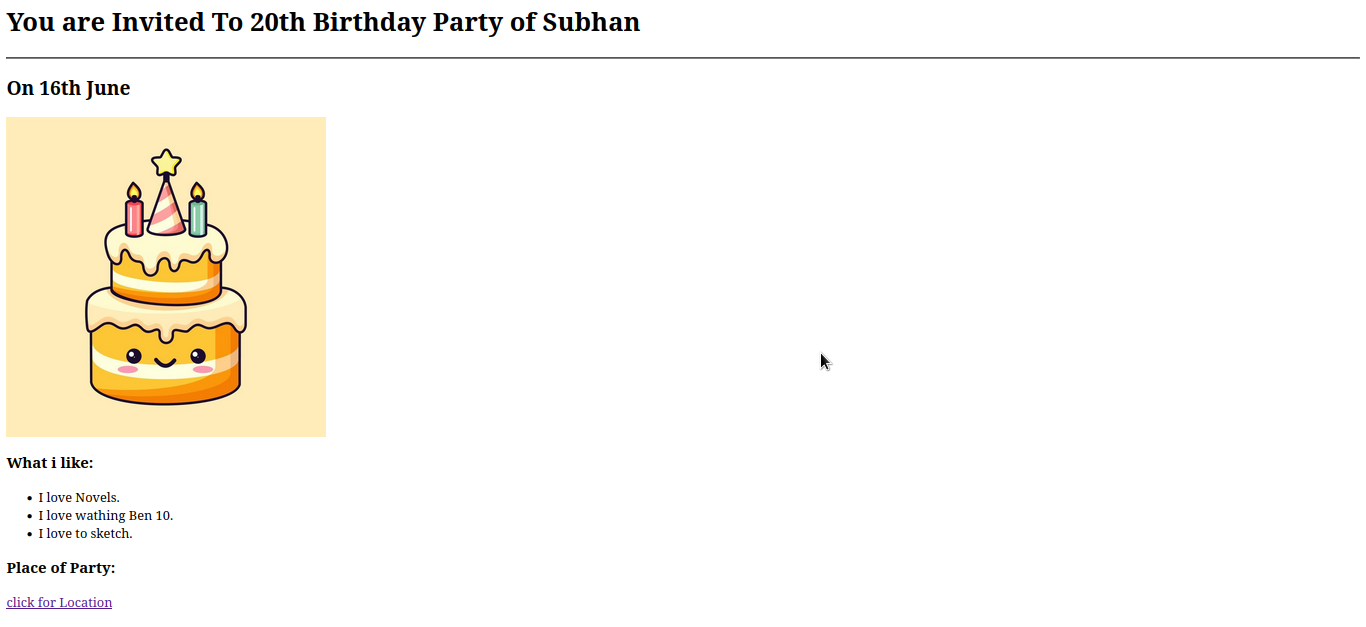 You are Invited To 20th Birthday Party of Subhan
On 16th June
What i like:
I love Novels.
I love wathing Ben 10.
I love to sketch.
Place of Party:
click for Location